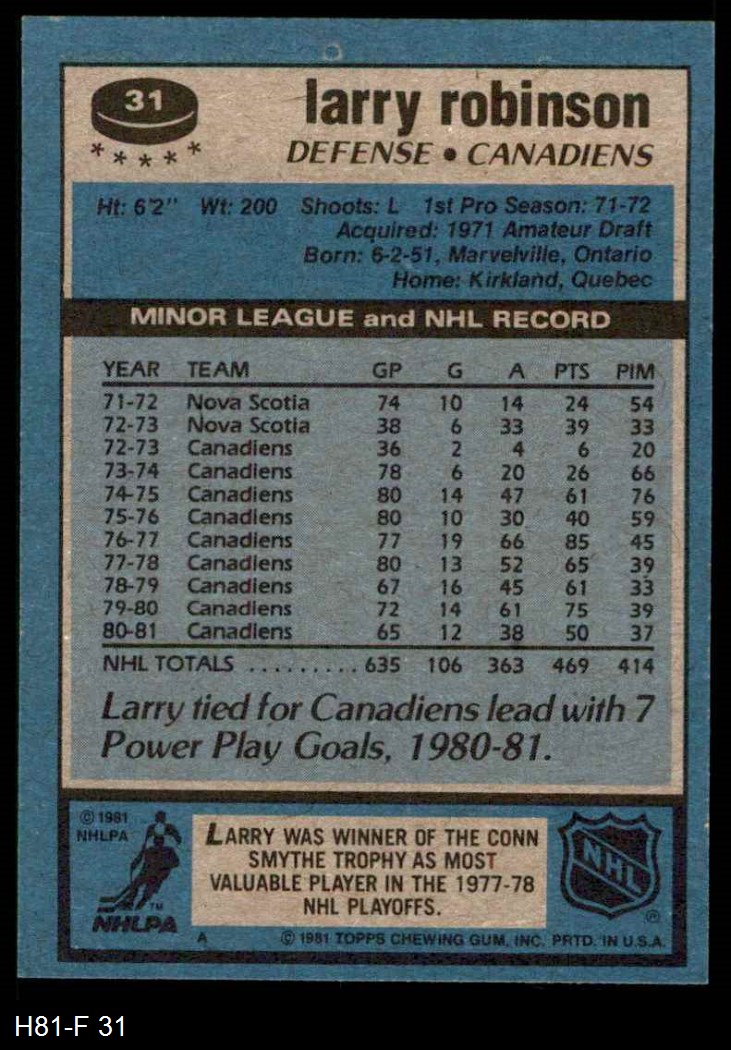 31
larry robinson
DEFENSE • CANADIENS
Ht: 6'2" Wt: 200 Shoots: L 1st Pro Season: 71-72
Acquired: 1971 Amateur Draft
Born: 6-2-51, Marvelville, Ontario
Home: Kirkland, Quebec
MINOR LEAGUE and NHL RECORD
YEAR TEAM GP G A PTS PIM
71-72 Nova Scotia 74 10 14 24 54
72-73 Nova Scotia 38 6 33 39 33
72-73 Canadiens 36 2 4 6 20
73-74 Canadiens 78 6 20 26 66
74-75 Canadiens 80 14 47 61 76
75-76 Canadiens 80 10 30 40 59
76-77 Canadiens 77 19 66 85 45
77-78 Canadiens 80 13 52 65 39
78-79 Canadiens 67 16 45 61 33
79-80 Canadiens 72 14 61 75 39
80-81 Canadiens 65 12 38 50 37
NHL TOTALS .......... 635 106 363 469 414
Larry tied for Canadiens lead with 7
Power Play Goals, 1980-81.
© 1981
NHLPA
TM
NHLPA
LARRY WAS WINNER OF THE CONN
SMYTHE TROPHY AS MOST
VALUABLE PLAYER IN THE 1977-78
NHL PLAYOFFS.
NHL
®
A © 1981 TOPPS CHEWING GUM, INC. PRTD. IN U.S.A.
H81-F 31